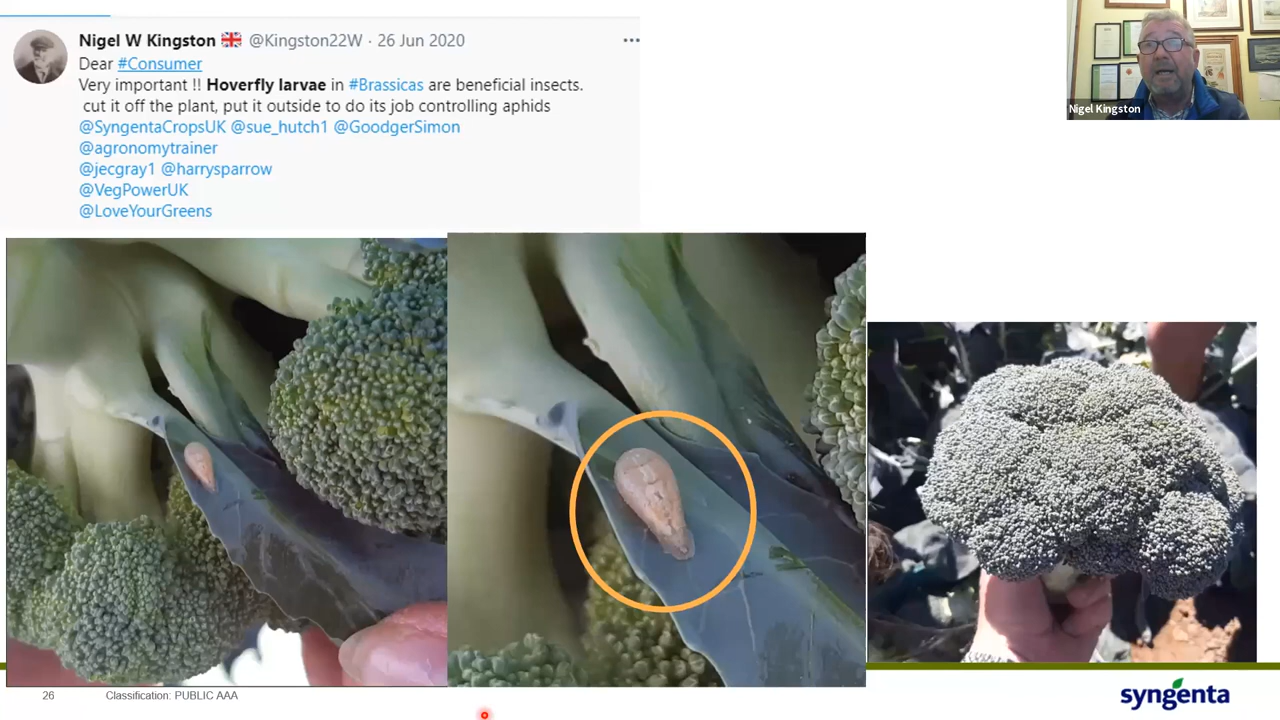 Nigel W Kingston 🇬🇧 @Kingston22W · 26 Jun 2020 ···
Dear #Consumer
Very important !! Hoverfly larvae in #Brassicas are beneficial insects.
cut it off the plant, put it outside to do its job controlling aphids
@SyngentaCropsUK @sue_hutch1 @GoodgerSimon
@agronomytrainer
@jecgray1 @harrysparrow
@VegPowerUK
@LoveYourGreens
Nigel Kingston
26 Classification: PUBLIC AAA
syngenta